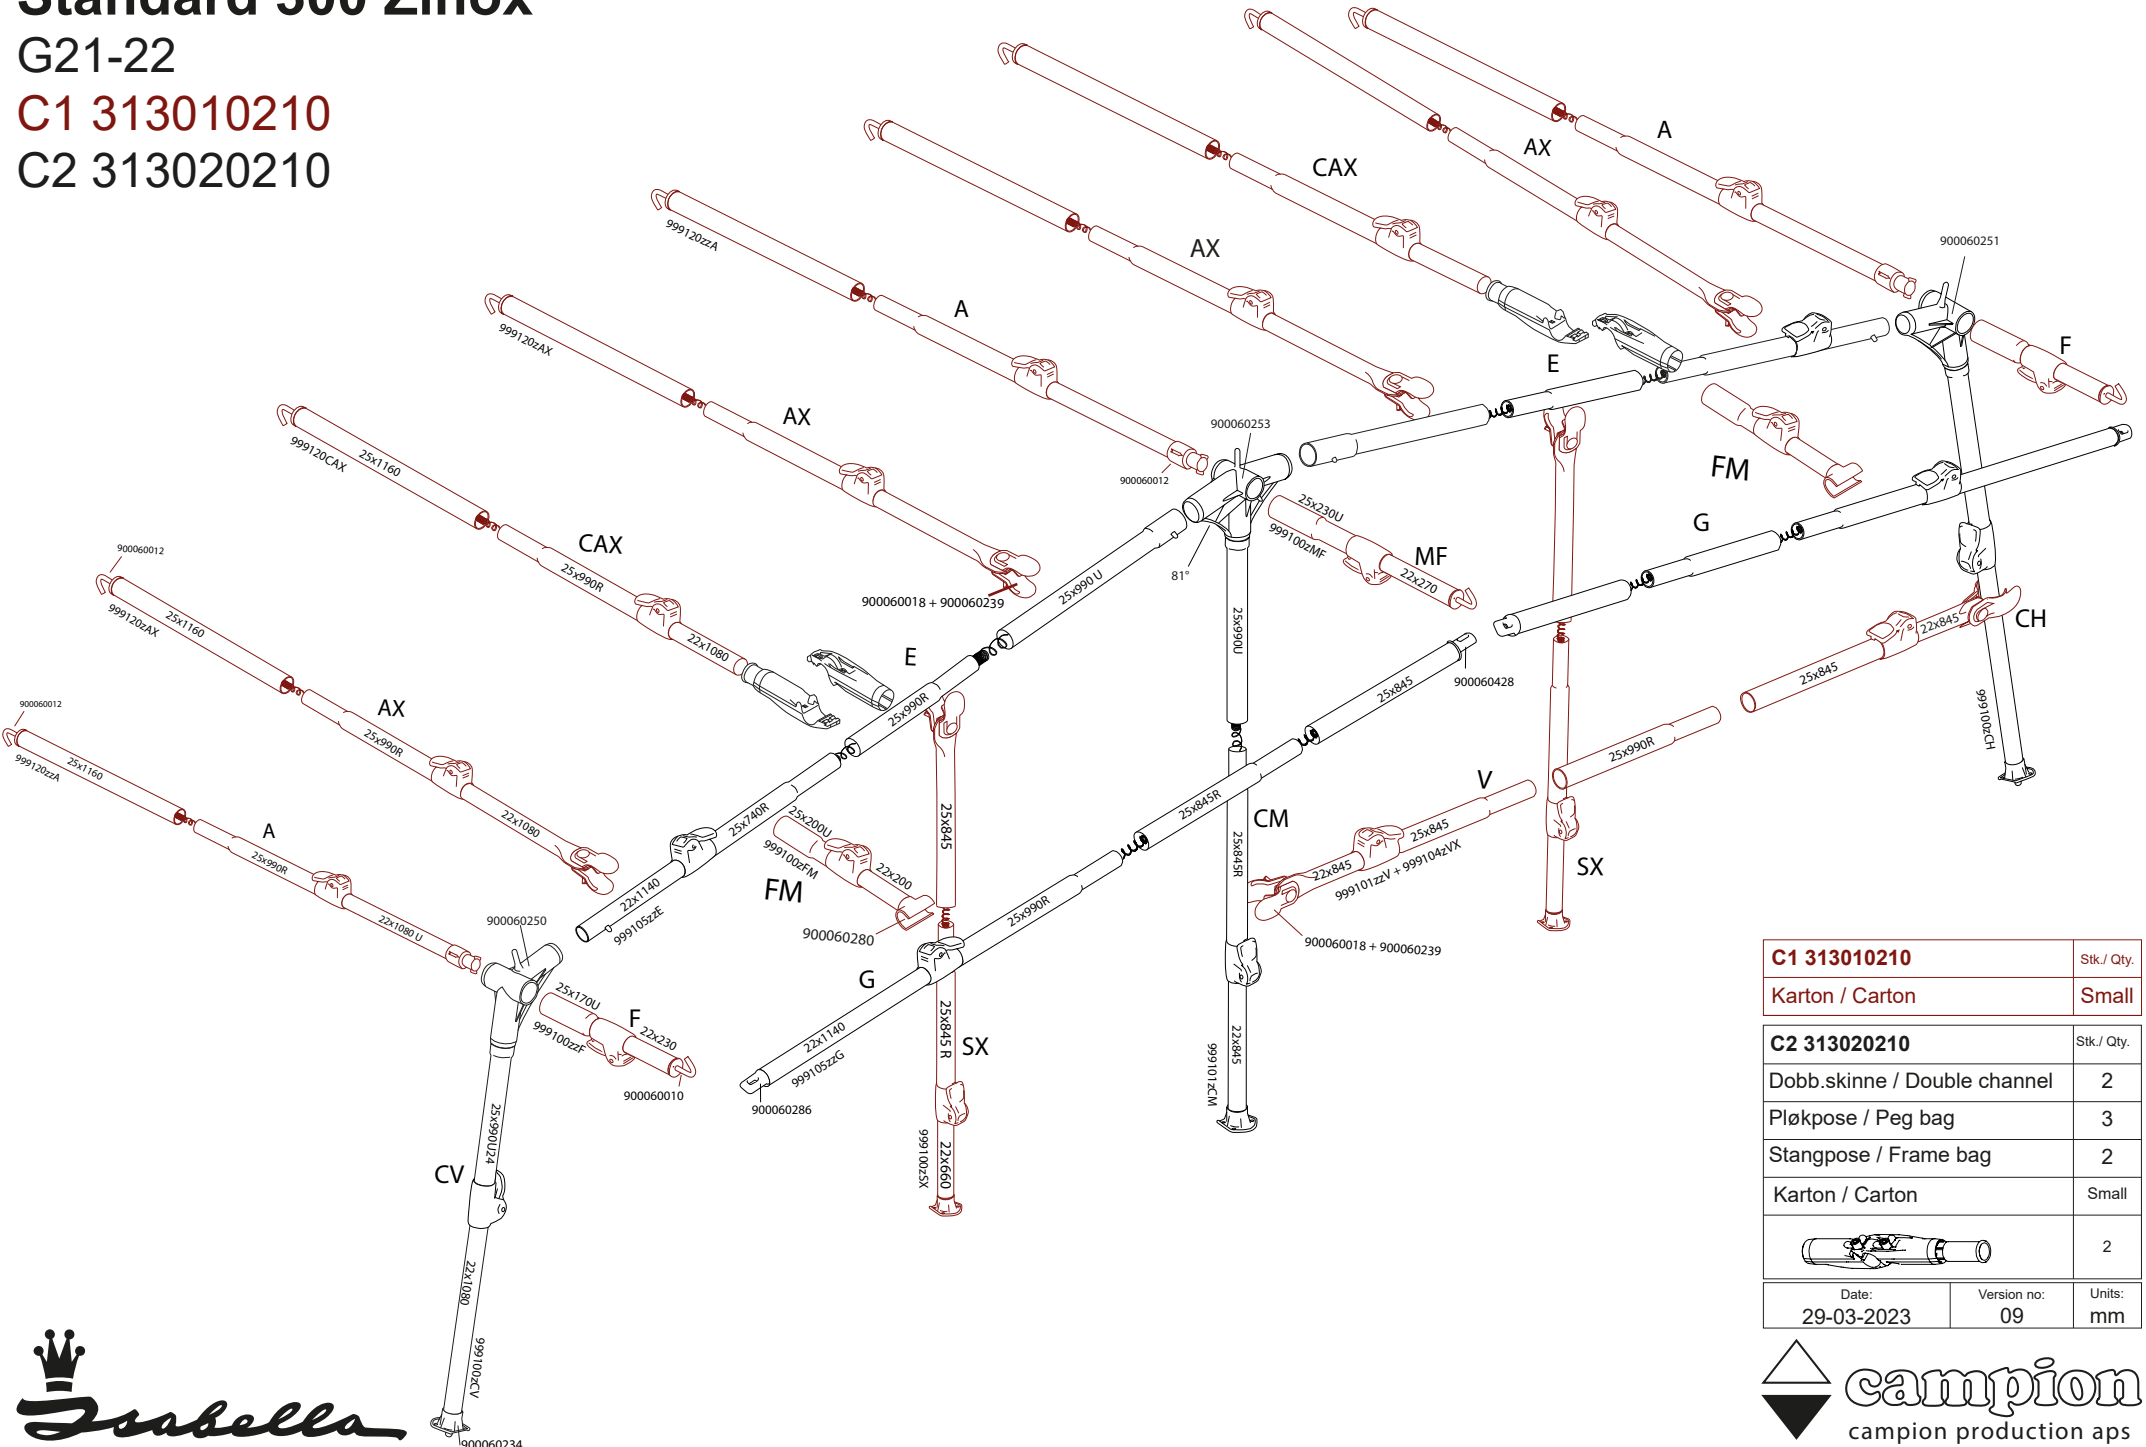 Standard 300 Zinox
G21-22
C1 313010210
C2 313020210
A
AX
CAX
AX
A
AX
CAX
AX
A
999120zzA
999120zAX
999120CAX
25x1160
25x990R
22x1080
900060012
999120zAX
25x1160
25x990R
22x1080
900060012
999120zzA
25x1160
25x990R
22x1080 U
900060012
900060018 + 900060239
900060251
900060253
81°
900060250
E
E
25x990 U
25x990R
25x740R
22x1140
999105zzE
F
FM
25x230U
999100zMF
MF
22x270
25x200U
999100zFM
22x200
FM
900060280
25x170U
F
22x230
999100zzF
900060010
G
G
900060428
25x845
25x845R
25x990R
22x1140
999105zzG
900060286
CH
22x845
25x845
25x990R
V
25x845
22x845
999101zzV + 999104zVX
900060018 + 900060239
999100zCH
25x990U
CM
25x845R
22x845
999101zCM
SX
25x845
25x845 R
SX
22x660
999100zSX
25x990U24
CV
22x1080
999100zCV
900060234
C1 313010210 Stk./ Qty.
Karton / Carton Small
C2 313020210 Stk./ Qty.
Dobb.skinne / Double channel 2
Pløkpose / Peg bag 3
Stangpose / Frame bag 2
Karton / Carton Small
2
Date: Version no: Units:
29-03-2023 09 mm
Isabella
campion
campion production aps